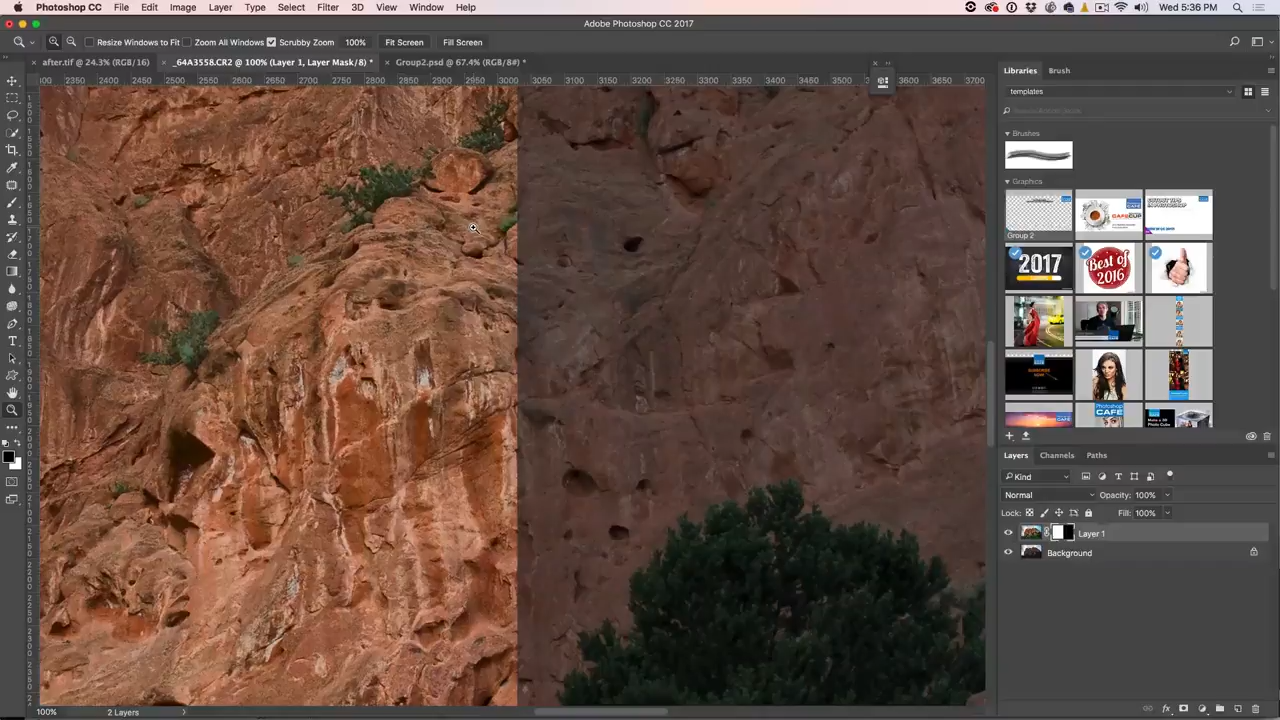 Photoshop CC File Edit Image Layer Type Select Filter 3D View Window Help Wed 5:36 PM
Adobe Photoshop CC 2017
Resize Windows to Fit Zoom All Windows Scrubby Zoom 100% Fit Screen Fill Screen
after.tif @ 24.3% (RGB/16) × _64A3558.CR2 @ 100% (Layer 1, Layer Mask/8) * × Group2.psd @ 67.4% (RGB/8#) *
2350 2400 2450 2500 2550 2600 2650 2700 2750 2800 2850 2900 2950 3000 3050 3100 3150 3200 3250 3300 3350 3400 3450 3500 3600 3650 3700
Libraries Brush
templates
Brushes
Graphics
Group 2
2017
Best of 2016
Layers Channels Paths
Kind
Normal Opacity: 100%
Lock: Fill: 100%
Layer 1
Background
100% 2 Layers